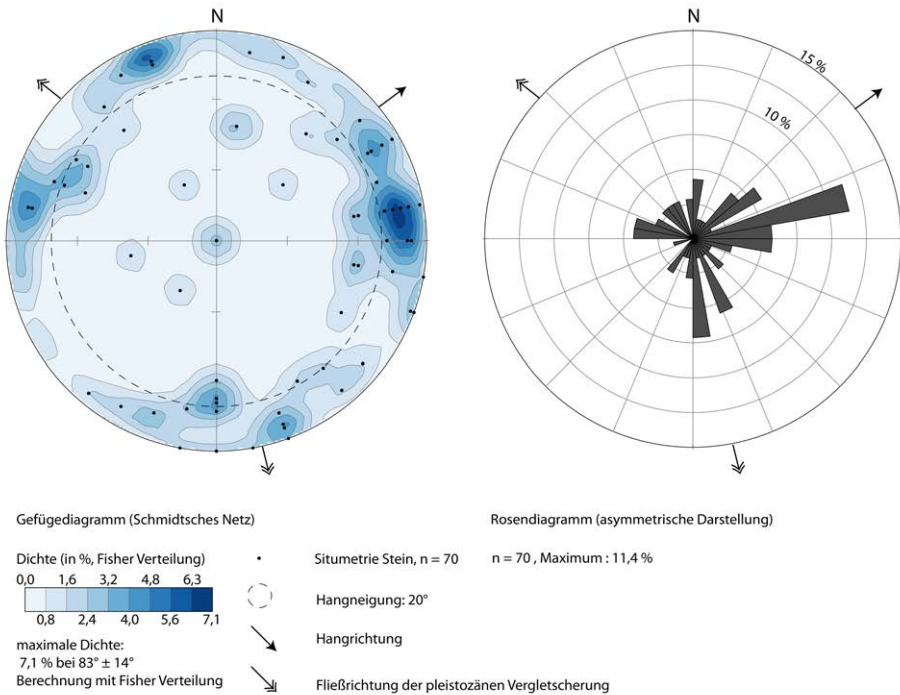 N
N
15 %
10 %
Gefügediagramm (Schmidtsches Netz)
Rosendiagramm (asymmetrische Darstellung)
Dichte (in %, Fisher Verteilung)
0,0 1,6 3,2 4,8 6,3
0,8 2,4 4,0 5,6 7,1
maximale Dichte:
7,1 % bei 83° ± 14°
Berechnung mit Fisher Verteilung
Situmetrie Stein, n = 70
Hangneigung: 20°
Hangrichtung
Fließrichtung der pleistozänen Vergletscherung
n = 70 , Maximum : 11,4 %